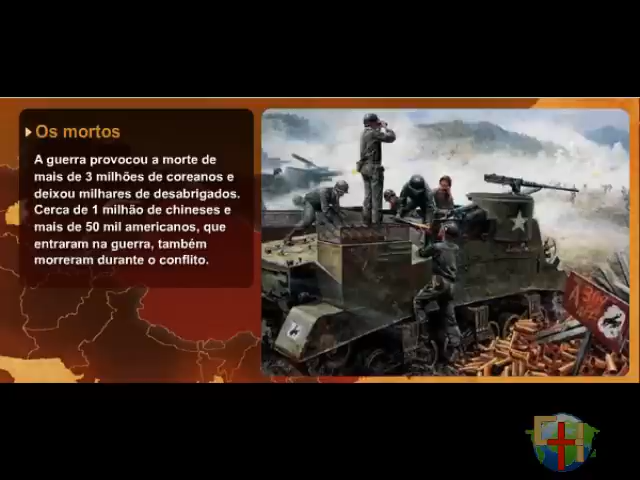 Os mortos
A guerra provocou a morte de
mais de 3 milhões de coreanos e
deixou milhares de desabrigados.
Cerca de 1 milhão de chineses e
mais de 50 mil americanos, que
entraram na guerra, também
morreram durante o conflito.